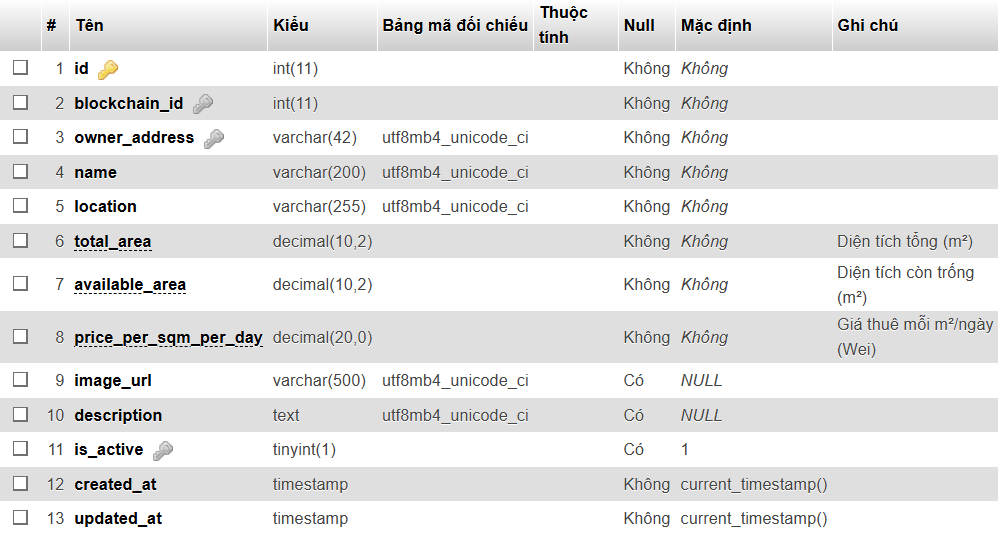 # Tên Kiểu Bảng mã đối chiếu Thuộc tính Null Mặc định Ghi chú
1 id int(11) Không Không
2 blockchain_id int(11) Không Không
3 owner_address varchar(42) utf8mb4_unicode_ci Không Không
4 name varchar(200) utf8mb4_unicode_ci Không Không
5 location varchar(255) utf8mb4_unicode_ci Không Không
6 total_area decimal(10,2) Không Không Diện tích tổng (m²)
7 available_area decimal(10,2) Không Không Diện tích còn trống (m²)
8 price_per_sqm_per_day decimal(20,0) Không Không Giá thuê mỗi m²/ngày (Wei)
9 image_url varchar(500) utf8mb4_unicode_ci Có NULL
10 description text utf8mb4_unicode_ci Có NULL
11 is_active tinyint(1) Có 1
12 created_at timestamp Không current_timestamp()
13 updated_at timestamp Không current_timestamp()